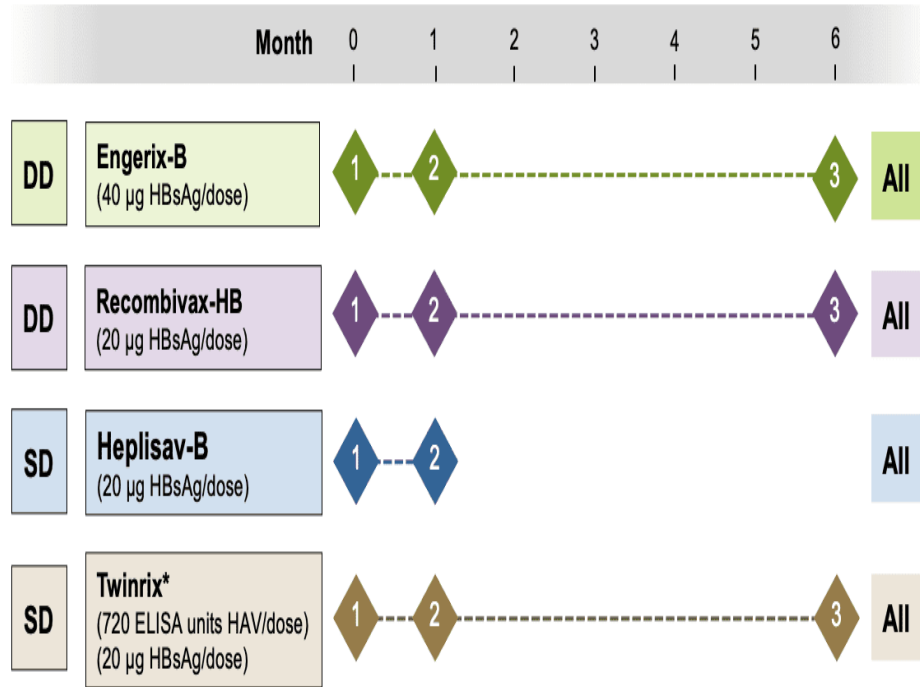 Month 0 1 2 3 4 5 6
DD
Engerix-B
(40 µg HBsAg/dose)
1 2 3
All
DD
Recombivax-HB
(20 µg HBsAg/dose)
1 2 3
All
SD
Heplisav-B
(20 µg HBsAg/dose)
1 2
All
SD
Twinrix*
(720 ELISA units HAV/dose)
(20 µg HBsAg/dose)
1 2 3
All